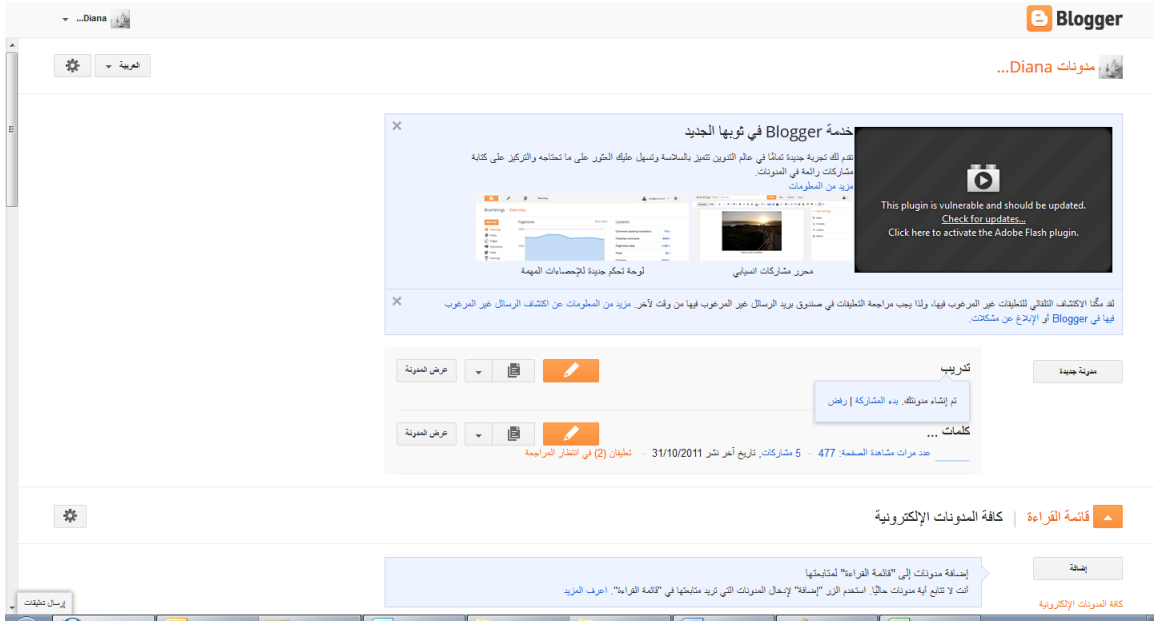 Diana...
Blogger
مدونات Diana...
العربية
خدمة Blogger في ثوبها الجديد
نقدم لك تجربة جديدة تمامًا في عالم التدوين تتميز بالسلاسة وتسهل عليك العثور على ما تحتاجه والتركيز على كتابة
مشاركات رائعة في المدونات.
مزيد من المعلومات
This plugin is vulnerable and should be updated.
Check for updates...
Click here to activate the Adobe Flash plugin.
محرر مشاركات انسيابي
لوحة تحكم جديدة للإحصاءات المهمة
لقد مكَّنا الاكتشاف التلقائي للتعليقات غير المرغوب فيها، ولذا يجب مراجعة التعليقات في صندوق بريد الرسائل غير المرغوب فيها من وقت لآخر. مزيد من المعلومات عن اكتشاف الرسائل غير المرغوب
فيها في Blogger أو الإبلاغ عن مشكلات.
مدونة جديدة
تدريب
عرض المدونة
تم إنشاء مدونتك. بدء المشاركة | رفض
كلمات ...
عرض المدونة
عدد مرات مشاهدة الصفحة: 477 - 5 مشاركات, تاريخ آخر نشر 31/10/2011 - تعليقان (2) في انتظار المراجعة
قائمة القراءة | كافة المدونات الإلكترونية
إضافة
إضافة مدونات إلى "قائمة القراءة" لمتابعتها
أنت لا تتابع أية مدونات حاليًا. استخدم الزر "إضافة" لإدخال المدونات التي تريد متابعتها في "قائمة القراءة". اعرف المزيد
كافة المدونات الإلكترونية
إرسال تعليقات